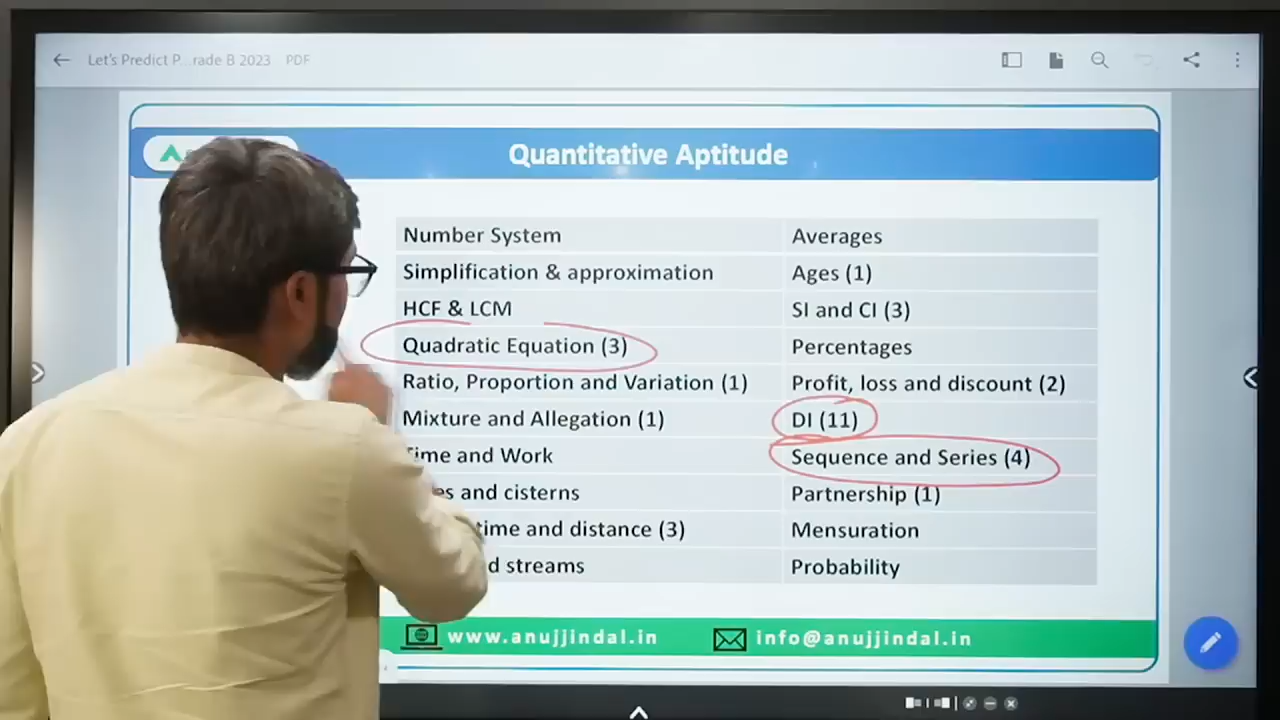 Let's Predict P...rade B 2023 PDF
Quantitative Aptitude
Number System
Averages
Simplification & approximation
Ages (1)
HCF & LCM
SI and CI (3)
Quadratic Equation (3)
Percentages
Ratio, Proportion and Variation (1)
Profit, loss and discount (2)
Mixture and Allegation (1)
DI (11)
Time and Work
Sequence and Series (4)
and cisterns
Partnership (1)
time and distance (3)
Mensuration
streams
Probability
www.anujjindal.in
info@anujjindal.in